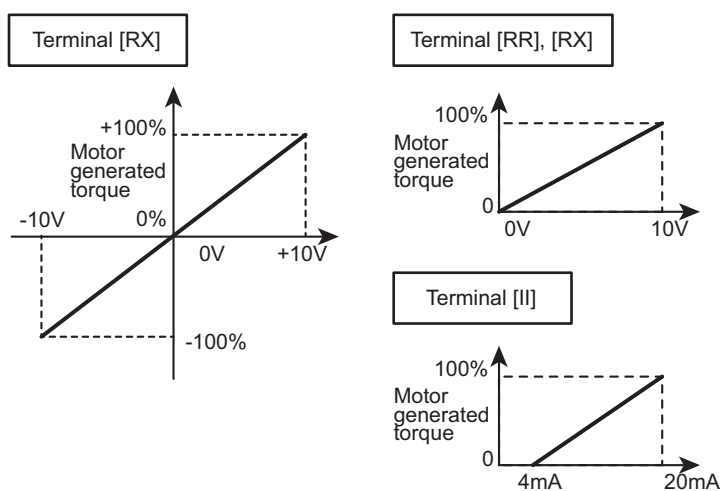 Terminal [RX]
+100%
Motor
generated
torque
-10V
0%
0V
+10V
-100%
Terminal [RR], [RX]
100%
Motor
generated
torque
0
0V
10V
Terminal [II]
100%
Motor
generated
torque
0
4mA
20mA